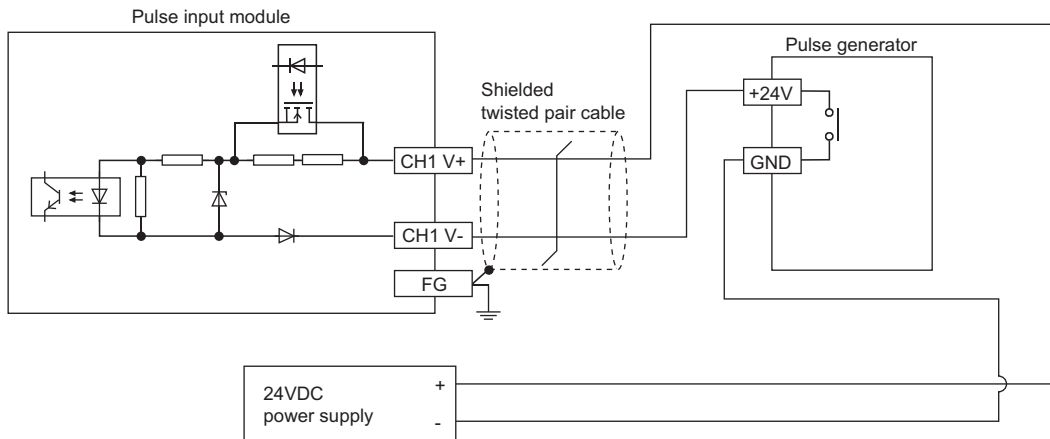 Pulse input module
Pulse generator
Shielded
twisted pair cable
+24V
CH1 V+
GND
CH1 V-
FG
24VDC
power supply
+
-